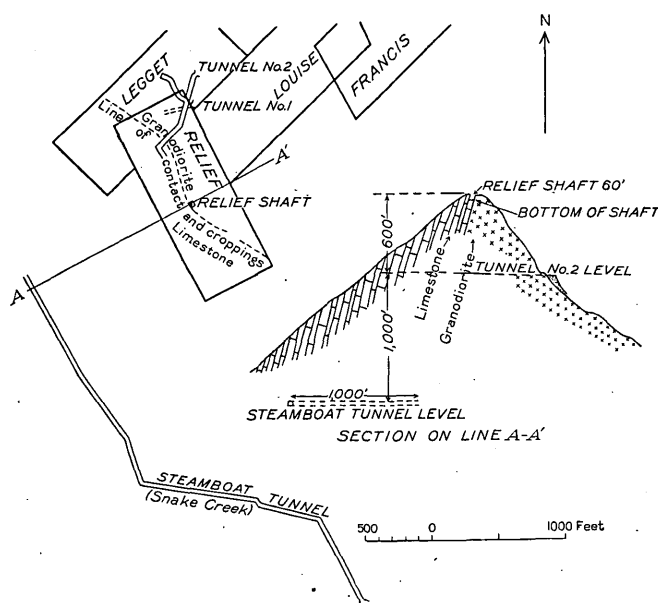 N
TUNNEL No.2
LEGGET
LOUISE
FRANCIS
TUNNEL No.1
Line of contact and croppings
Granodiorite
RELIEF
A'
RELIEF SHAFT
Limestone
A
RELIEF SHAFT 60'
BOTTOM OF SHAFT
600'
TUNNEL No.2 LEVEL
Limestone
Granodiorite
1,000'
1,000'
STEAMBOAT TUNNEL LEVEL
SECTION ON LINE A-A'
STEAMBOAT TUNNEL
(Snake Creek)
500 0 1000 Feet